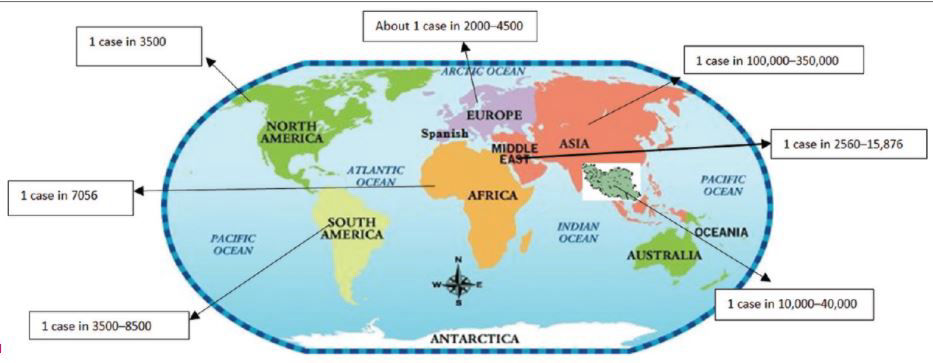 About 1 case in 2000–4500
1 case in 3500
1 case in 100,000–350,000
ARCTIC OCEAN
EUROPE
NORTH
AMERICA
Spanish
MIDDLE
EAST
ASIA
1 case in 2560–15,876
ATLANTIC
OCEAN
PACIFIC
OCEAN
1 case in 7056
AFRICA
SOUTH
AMERICA
INDIAN
OCEAN
OCEANIA
PACIFIC
OCEAN
AUSTRALIA
N
W
E
S
1 case in 10,000–40,000
1 case in 3500–8500
ANTARCTICA